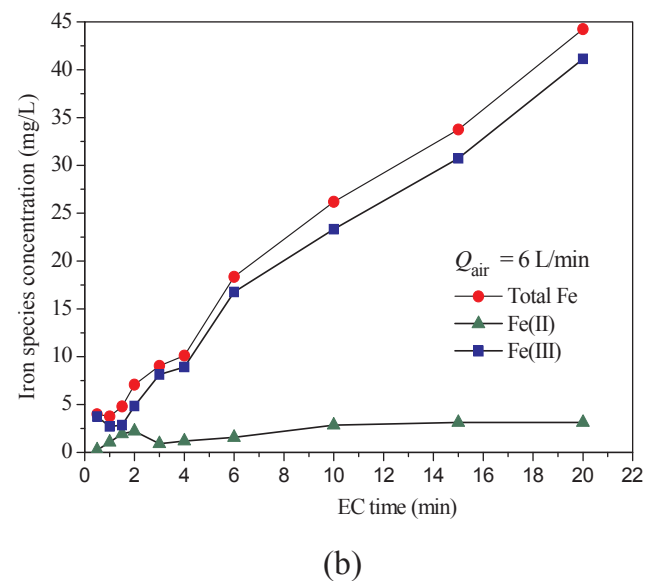 45
40
35
30
25
20
15
10
5
0
Iron species concentration (mg/L)
Q_air = 6 L/min
Total Fe
Fe(II)
Fe(III)
0 2 4 6 8 10 12 14 16 18 20 22
EC time (min)
(b)